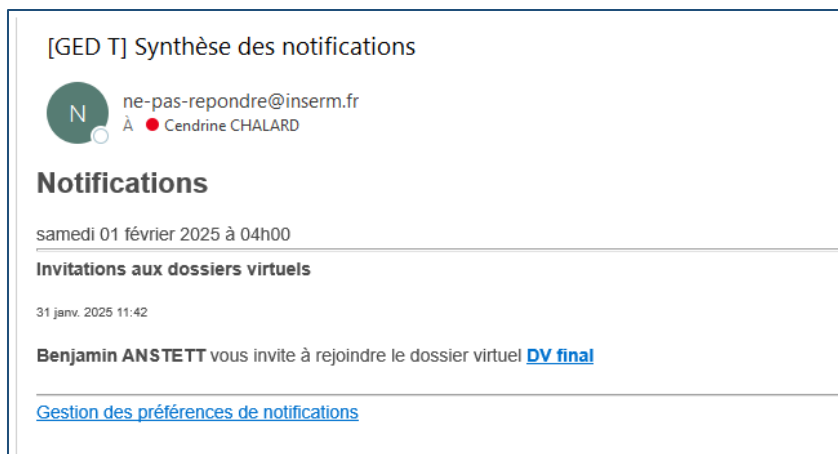 [GED T] Synthèse des notifications
N
ne-pas-repondre@inserm.fr
À Cendrine CHALARD
Notifications
samedi 01 février 2025 à 04h00
Invitations aux dossiers virtuels
31 janv. 2025 11:42
Benjamin ANSTETT vous invite à rejoindre le dossier virtuel DV final
Gestion des préférences de notifications